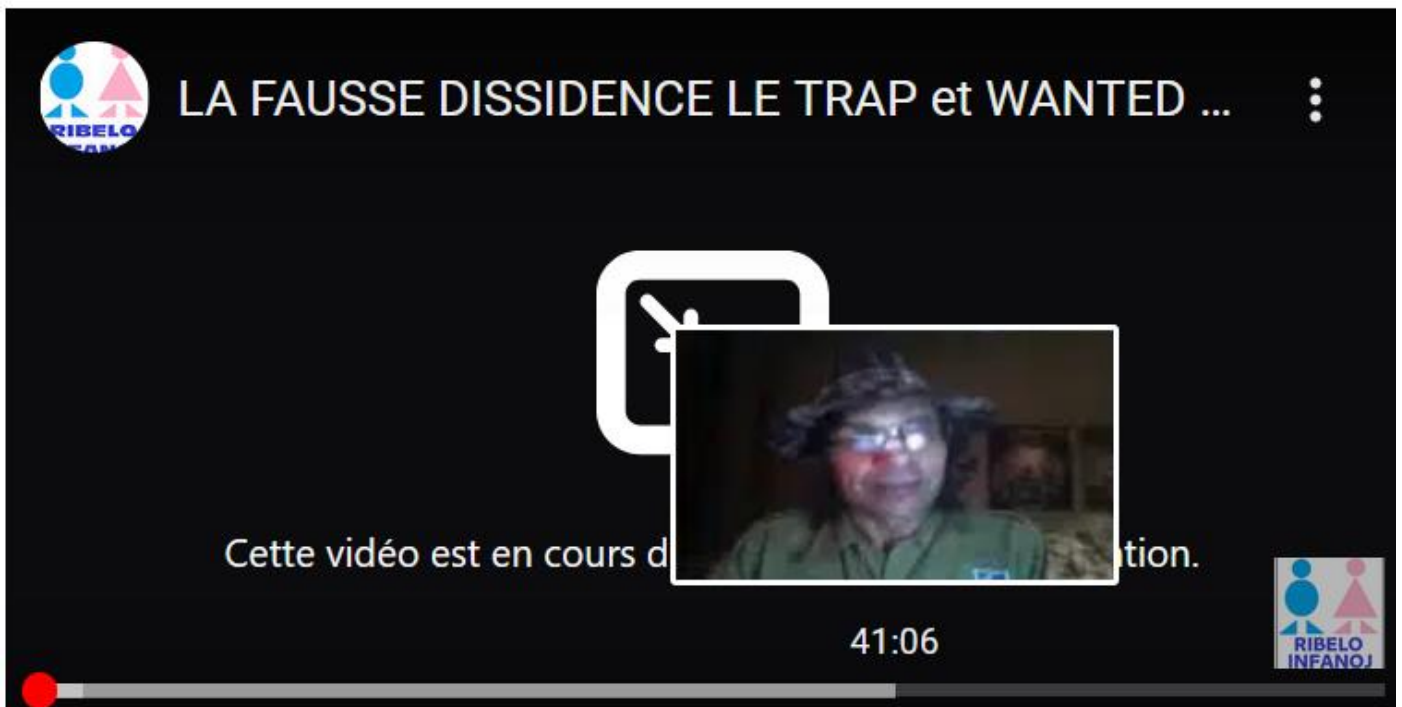 RIBELO
LA FAUSSE DISSIDENCE LE TRAP et WANTED ...
Cette vidéo est en cours d
tion.
41:06
RIBELO
INFANOJ